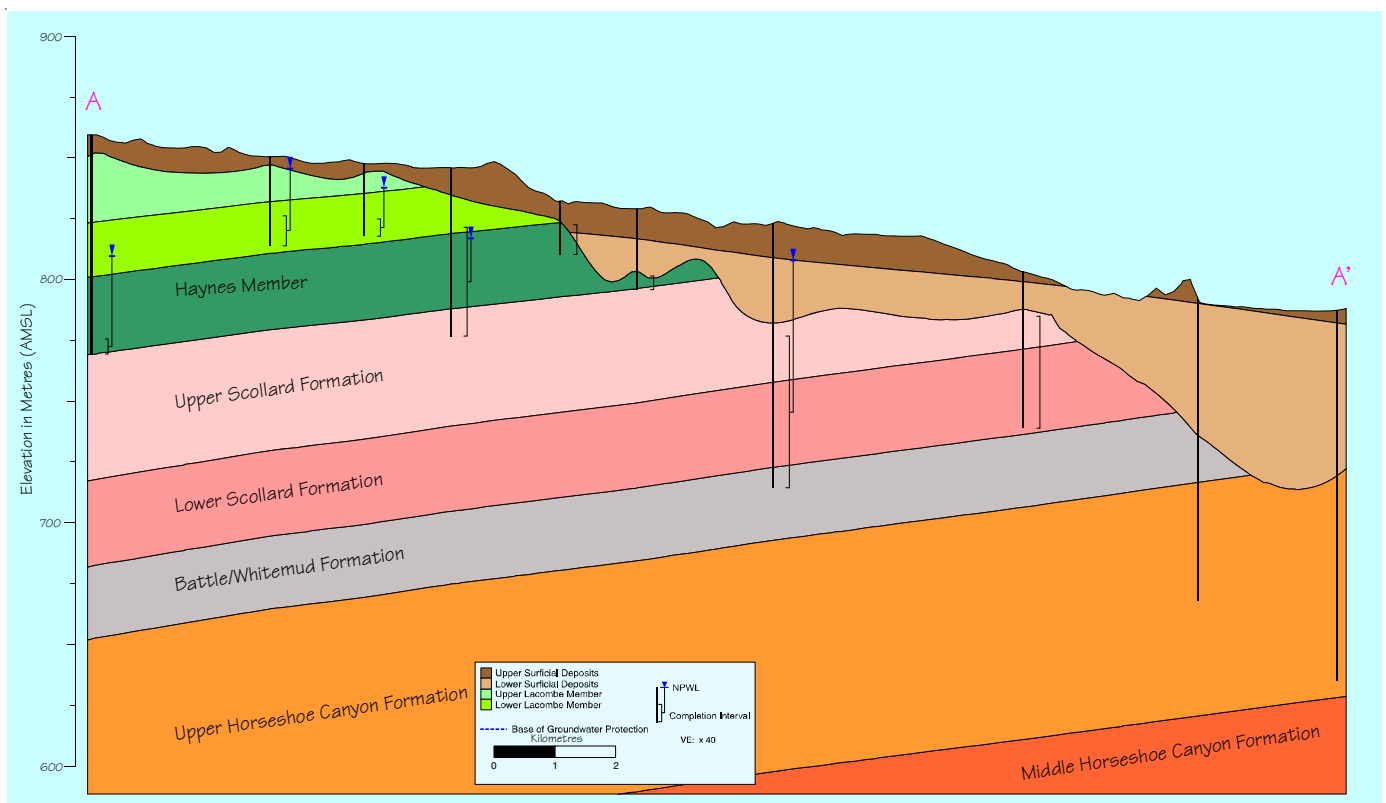 900
A
800
Elevation in Metres (AMSL)
700
600
A'
Haynes Member
Upper Scollard Formation
Lower Scollard Formation
Battle/Whitemud Formation
Upper Horseshoe Canyon Formation
Middle Horseshoe Canyon Formation
Upper Surficial Deposits
Lower Surficial Deposits
Upper Lacombe Member
Lower Lacombe Member
NPWL
Completion Interval
Base of Groundwater Protection
Kilometres
VE: x 40
0 1 2